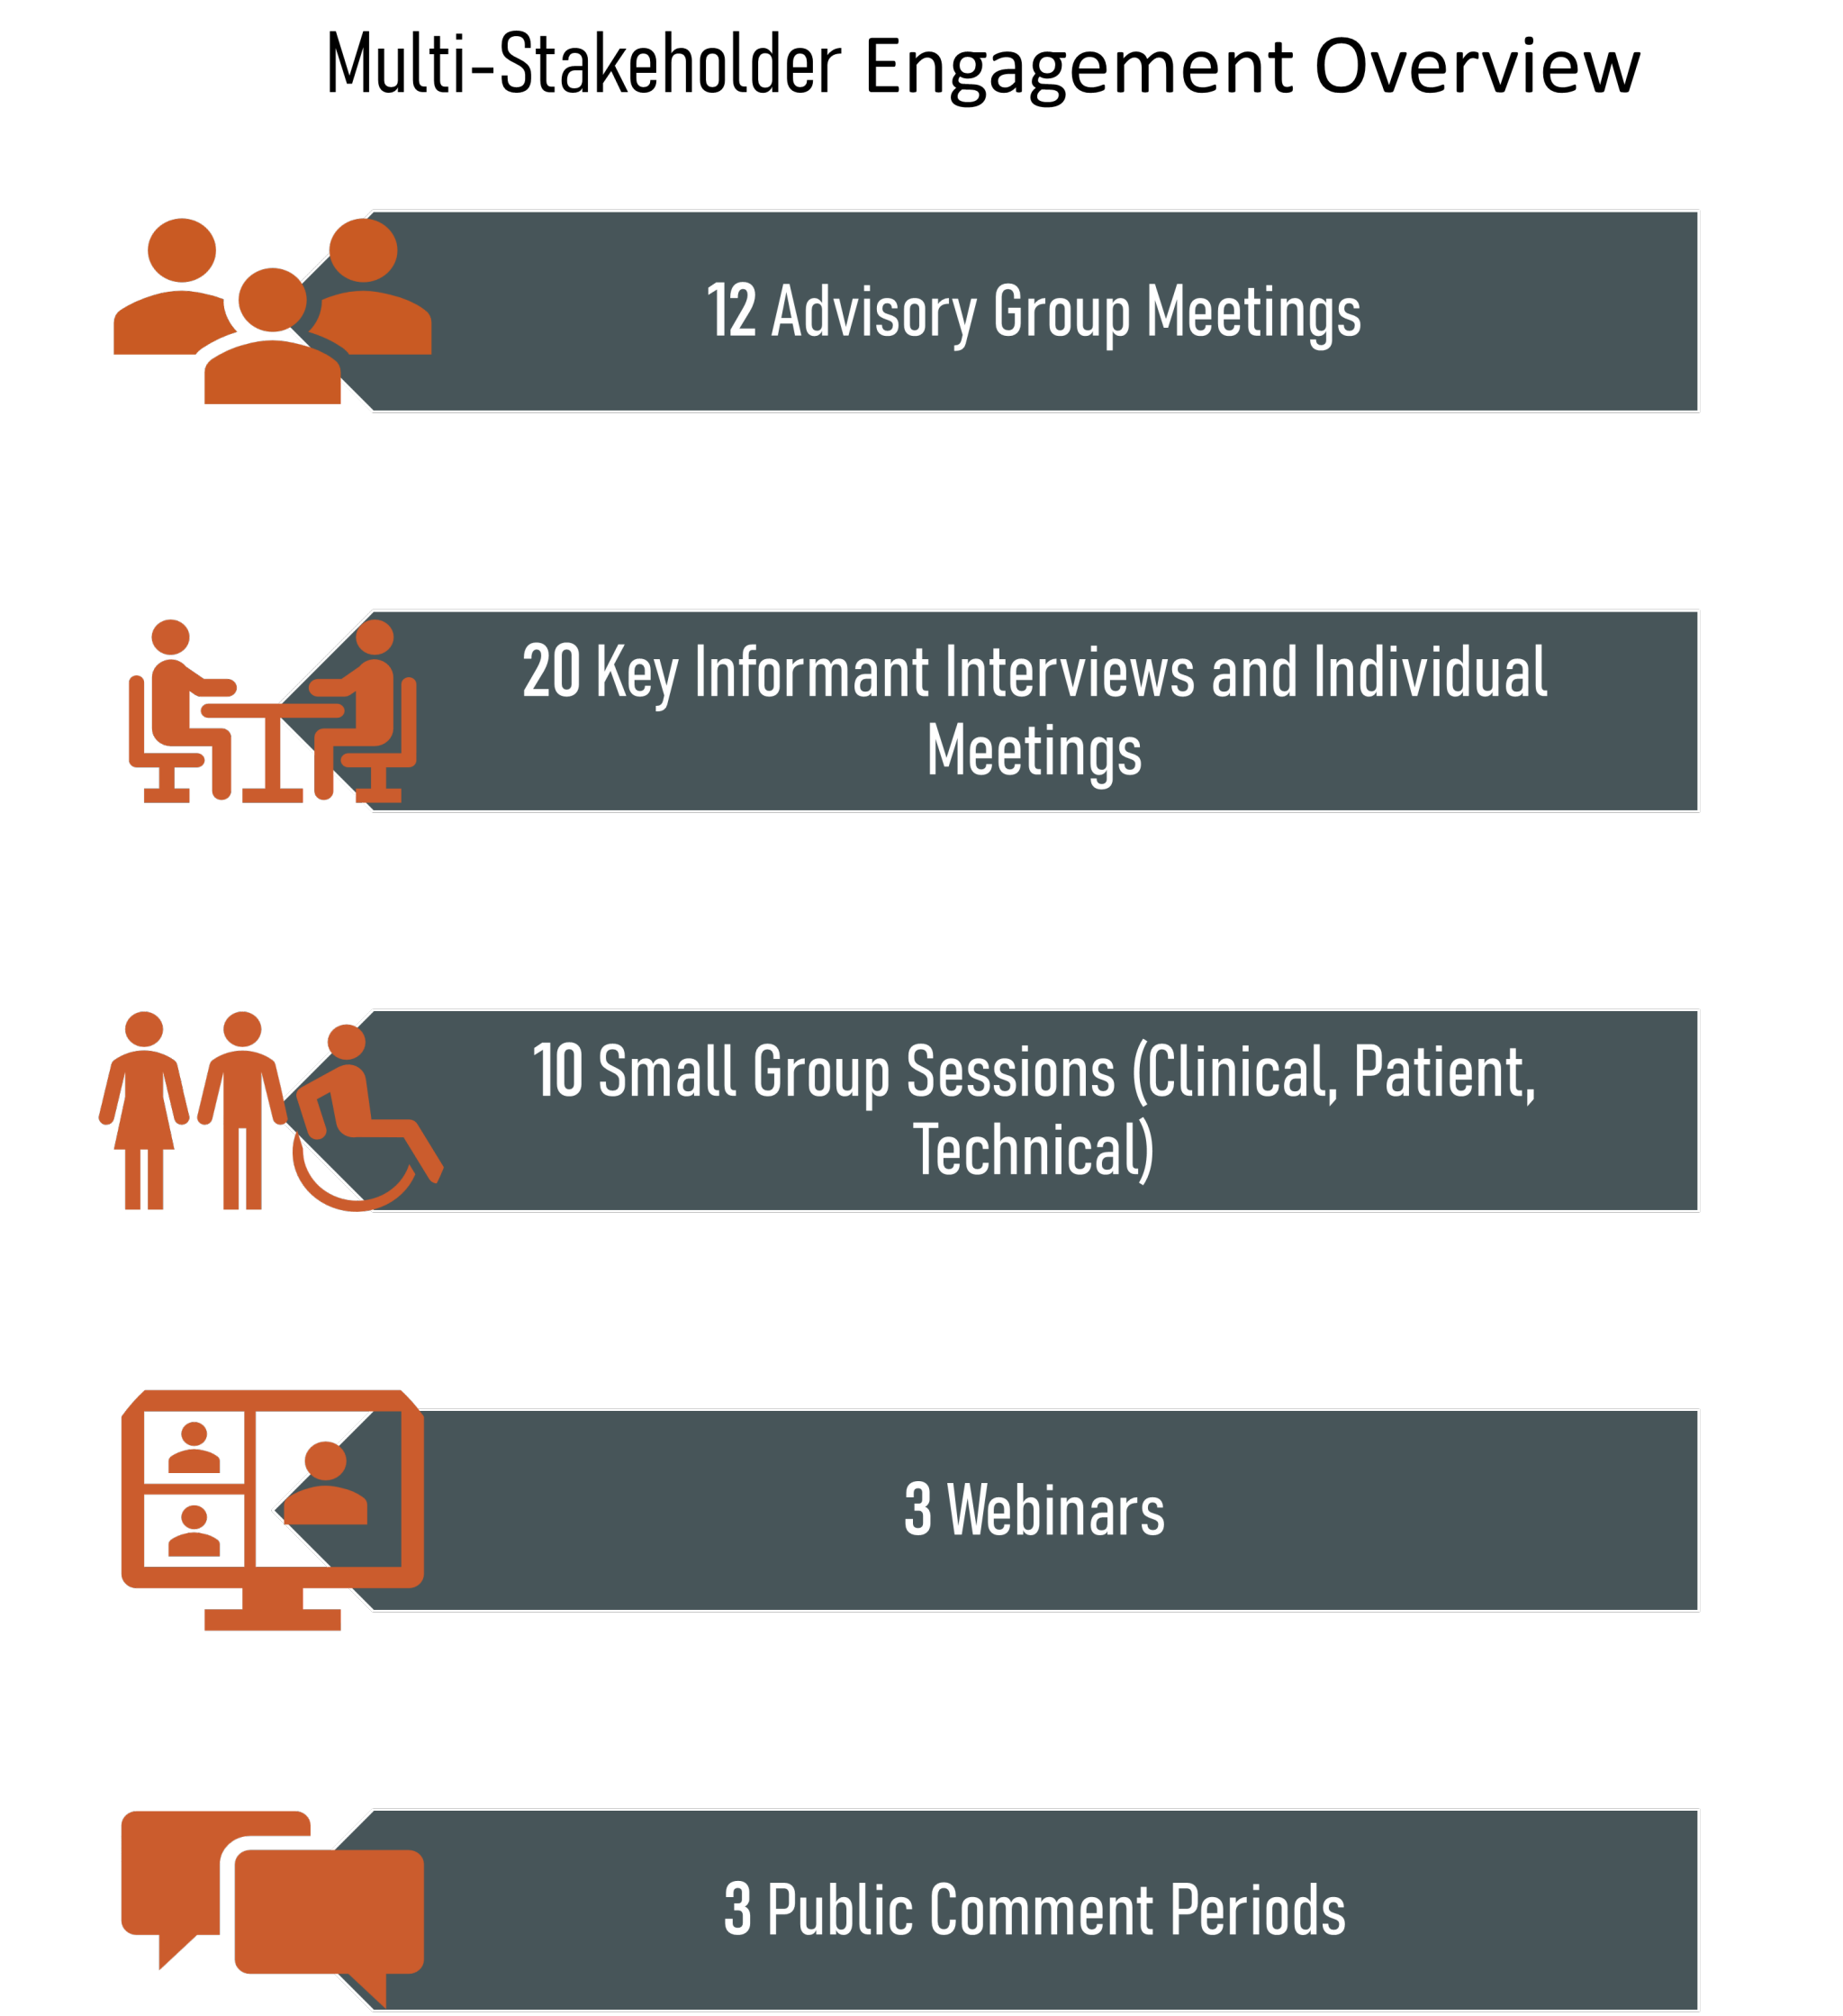 Multi-Stakeholder Engagement Overview
12 Advisory Group Meetings
20 Key Informant Interviews and Individual
Meetings
10 Small Group Sessions (Clinical, Patient,
Technical)
3 Webinars
3 Public Comment Periods